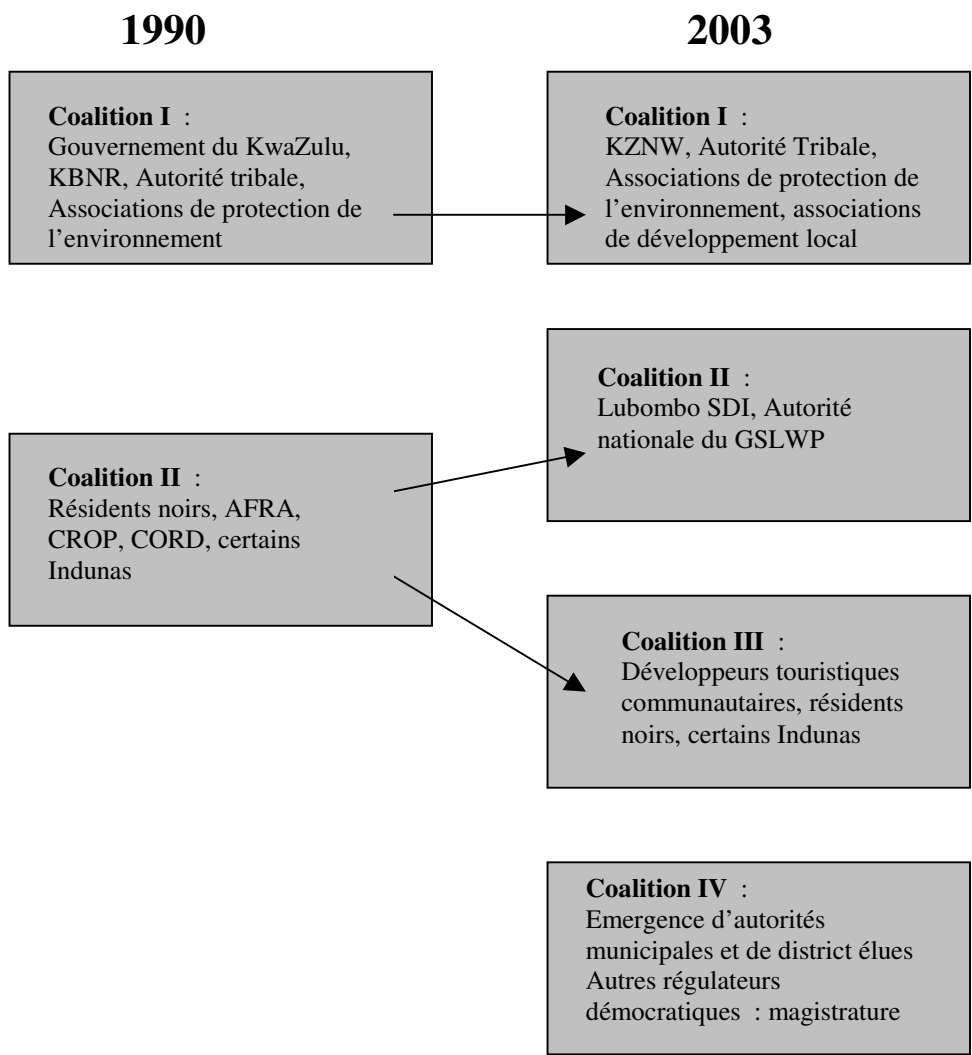 1990
2003
Coalition I :
Gouvernement du KwaZulu,
KBNR, Autorité tribale,
Associations de protection de
l'environnement
Coalition I :
KZNW, Autorité Tribale,
Associations de protection de
l'environnement, associations
de développement local
Coalition II :
Lubombo SDI, Autorité
nationale du GSLWP
Coalition II :
Résidents noirs, AFRA,
CROP, CORD, certains
Indunas
Coalition III :
Développeurs touristiques
communautaires, résidents
noirs, certains Indunas
Coalition IV :
Emergence d'autorités
municipales et de district élues
Autres régulateurs
démocratiques : magistrature